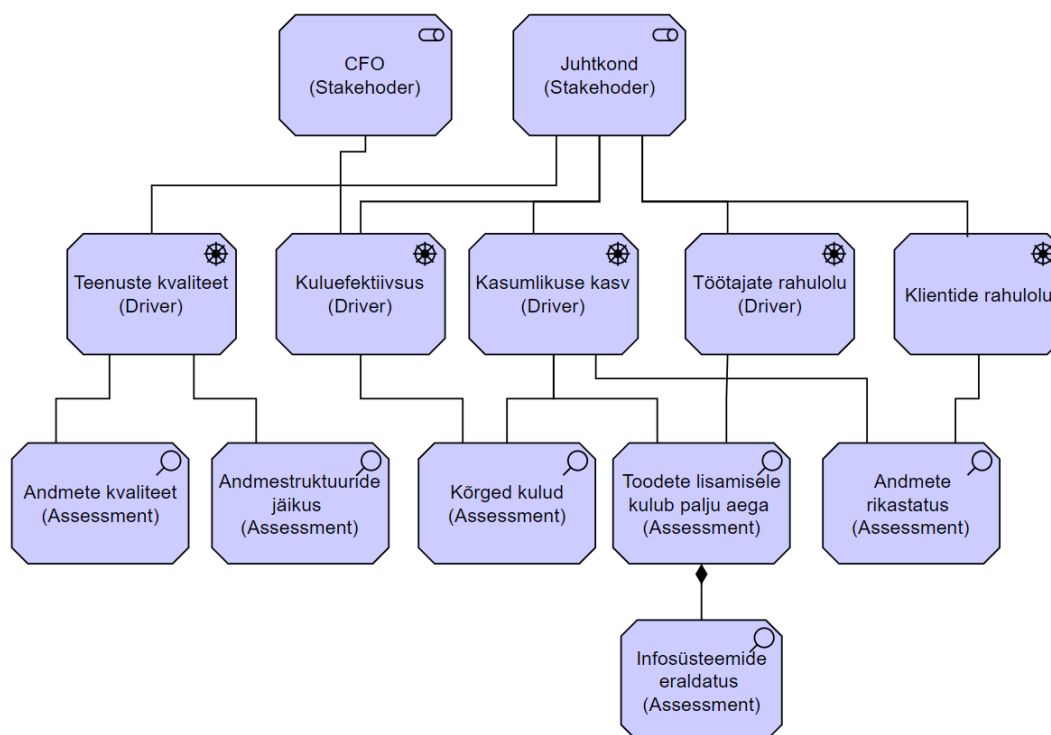 CFO
(Stakehoder)
Juhtkond
(Stakehoder)
Teenuste kvaliteet
(Driver)
Kuluefektiivsus
(Driver)
Kasumlikuse kasv
(Driver)
Töötajate rahulolu
(Driver)
Klientide rahulolu
Andmete kvaliteet
(Assessment)
Andmestruktuuride
jäikus
(Assessment)
Kõrged kulud
(Assessment)
Toodete lisamisele
kulub palju aega
(Assessment)
Andmete
rikastatus
(Assessment)
Infosüsteemide
eraldatus
(Assessment)